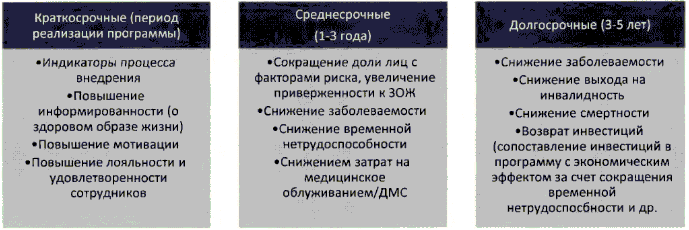 Краткосрочные (период
реализации программы)
•Индикаторы процесса
внедрения
•Повышение
информированности (о
здоровом образе жизни)
•Повышение мотивации
•Повышение лояльности и
удовлетворенности
сотрудников
Среднесрочные
(1-3 года)
•Сокращение доли лиц с
факторами риска, увеличение
приверженности к ЗОЖ
•Снижение заболеваемости
•Снижение временной
нетрудоспособности
•Снижением затрат на
медицинское
облуживанием/ДМС
Долгосрочные (3-5 лет)
•Снижение заболеваемости
•Снижение выхода на
инвалидность
•Снижение смертности
•Возврат инвестиций
(сопоставление инвестиций в
программу с экономическим
эффектом за счет сокращения
временной
нетрудоспосбности и др.